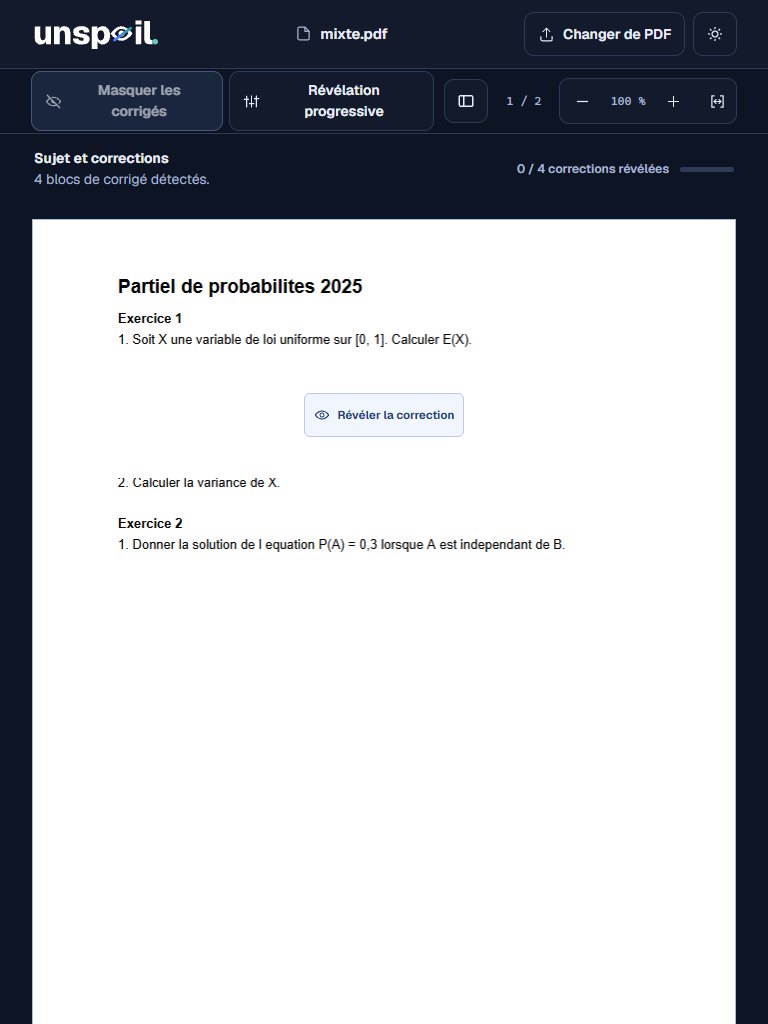 unspoil.
mixte.pdf
Changer de PDF
Masquer les
corrigés
Révélation
progressive
1 / 2
100 %
Sujet et corrections
4 blocs de corrigé détectés.
0 / 4 corrections révélées
Partiel de probabilites 2025
Exercice 1
1. Soit X une variable de loi uniforme sur [0, 1]. Calculer E(X).
Révéler la correction
2. Calculer la variance de X.
Exercice 2
1. Donner la solution de l equation P(A) = 0,3 lorsque A est independant de B.